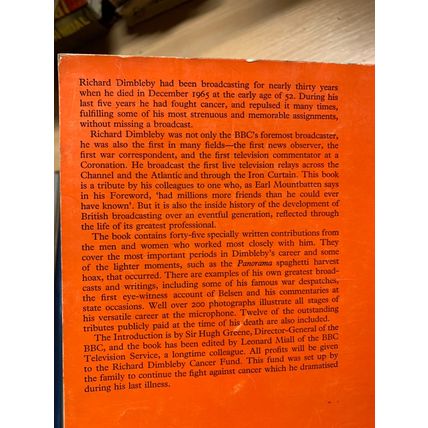 Richard Dimbleby had been broadcasting for nearly thirty years
when he died in December 1965 at the early age of 52. During his
last five years he had fought cancer, and repulsed it many times,
fulfilling some of his most strenuous and memorable assignments,
without missing a broadcast.
Richard Dimbleby was not only the BBC's foremost broadcaster,
he was also the first in many fields—the first news observer, the
first war correspondent, and the first television commentator at a
Coronation. He broadcast the first live television relays across the
Channel and the Atlantic and through the Iron Curtain. This book
is a tribute by his colleagues to one who, as Earl Mountbatten says
in his Foreword, 'had millions more friends than he could ever
have known'. But it is also the inside history of the development of
British broadcasting over an eventful generation, reflected through
the life of its greatest professional.
The book contains forty-five specially written contributions from
the men and women who worked most closely with him. They
cover the most important periods in Dimbleby's career and some
of the lighter moments, such as the Panorama spaghetti harvest
hoax, that occurred. There are examples of his own greatest broad-
casts and writings, including some of his famous war despatches,
the first eye-witness account of Belsen and his commentaries at
state occasions. Well over 200 photographs illustrate all stages of
his versatile career at the microphone. Twelve of the outstanding
tributes publicly paid at the time of his death are also included.
The Introduction is by Sir Hugh Greene, Director-General of the
BBC, and the book has been edited by Leonard Miall of the BBC
Television Service, a longtime colleague. All profits will be given
to the Richard Dimbleby Cancer Fund. This fund was set up by
the family to continue the fight against cancer which he dramatised
during his last illness.